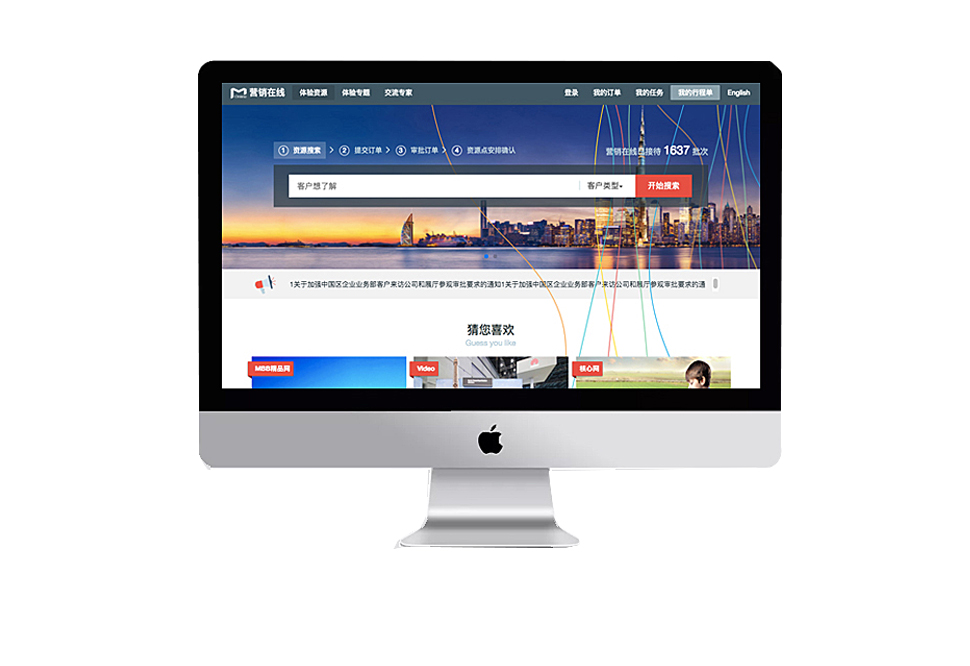 营销在线 体验资源 体验专题 交流专家 登录 我的订单 我的任务 我的行程单 English
1 资源搜索 2 提交订单 3 审批订单 4 资源点安排确认 营销在线已接待 1637 批次
客户想了解 客户类型 开始搜索
1关于加强中国区企业业务部客户来访公司和展厅参观审批要求的通知1关于加强中国区企业业务部客户来访公司和展厅参观审批要求的通
猜您喜欢
Guess you like
MBB精品网 Video 核心网